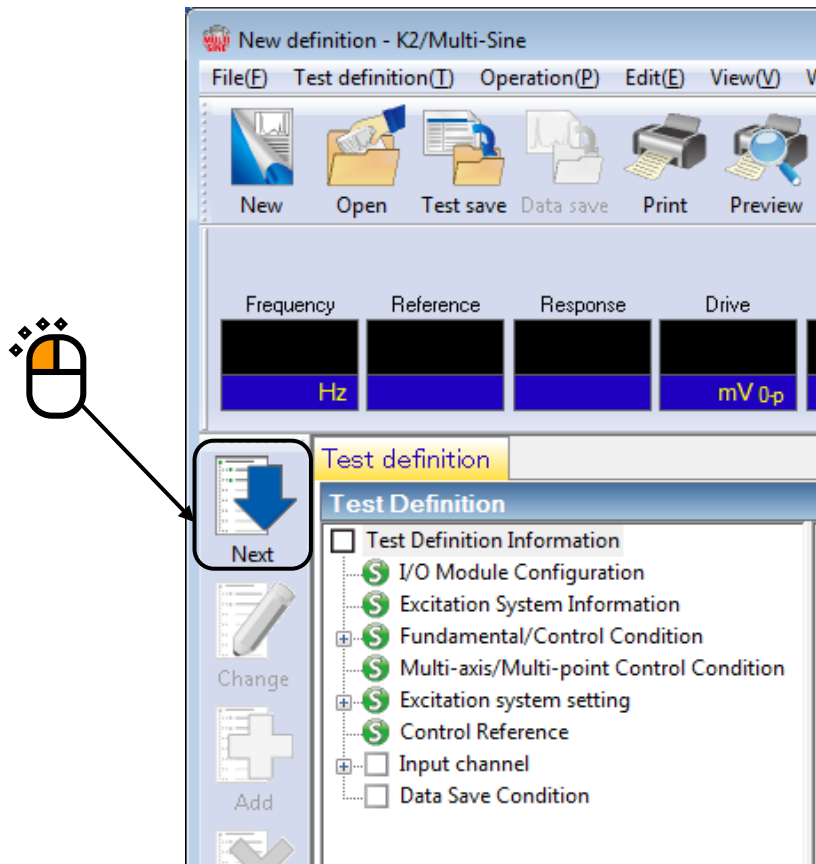 New definition - K2/Multi-Sine
File(F) Test definition(T) Operation(P) Edit(E) View(V)
New Open Test save Data save Print Preview
Frequency Reference Response Drive
Hz mV 0-p
Next
Change
Add
Test definition
Test Definition
Test Definition Information
S I/O Module Configuration
S Excitation System Information
S Fundamental/Control Condition
S Multi-axis/Multi-point Control Condition
S Excitation system setting
S Control Reference
Input channel
Data Save Condition